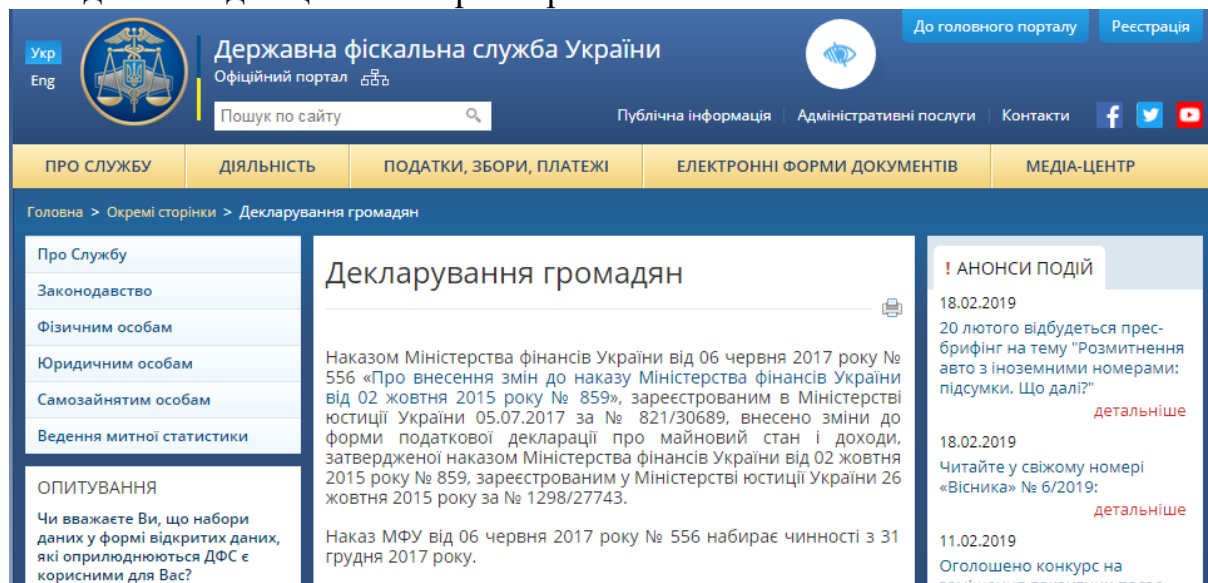 До головного порталу
Реєстрація
Укр
Eng
Державна фіскальна служба України
Офіційний портал
Пошук по сайту
Публічна інформація
Адміністративні послуги
Контакти
ПРО СЛУЖБУ
ДІЯЛЬНІСТЬ
ПОДАТКИ, ЗБОРИ, ПЛАТЕЖІ
ЕЛЕКТРОННІ ФОРМИ ДОКУМЕНТІВ
МЕДІА-ЦЕНТР
Головна > Окремі сторінки > Декларування громадян
Про Службу
Законодавство
Фізичним особам
Юридичним особам
Самозайнятим особам
Ведення митної статистики
ОПИТУВАННЯ
Чи вважаєте Ви, що набори
даних у формі відкритих даних,
які оприлюднюються ДФС є
корисними для Вас?
Декларування громадян
Наказом Міністерства фінансів України від 06 червня 2017 року №
556 «Про внесення змін до наказу Міністерства фінансів України
від 02 жовтня 2015 року № 859», зареєстрованим в Міністерстві
юстиції України 05.07.2017 за № 821/30689, внесено зміни до
форми податкової декларації про майновий стан і доходи,
затвердженої наказом Міністерства фінансів України від 02 жовтня
2015 року № 859, зареєстрованим у Міністерстві юстиції України 26
жовтня 2015 року за № 1298/27743.
Наказ МФУ від 06 червня 2017 року № 556 набирає чинності з 31
грудня 2017 року.
! АНОНСИ ПОДІЙ
18.02.2019
20 лютого відбудеться прес-
брифінг на тему "Розмитнення
авто з іноземними номерами:
підсумки. Що далі?"
детальніше
18.02.2019
Читайте у свіжому номері
«Вісника» № 6/2019:
детальніше
11.02.2019
Оголошено конкурс на